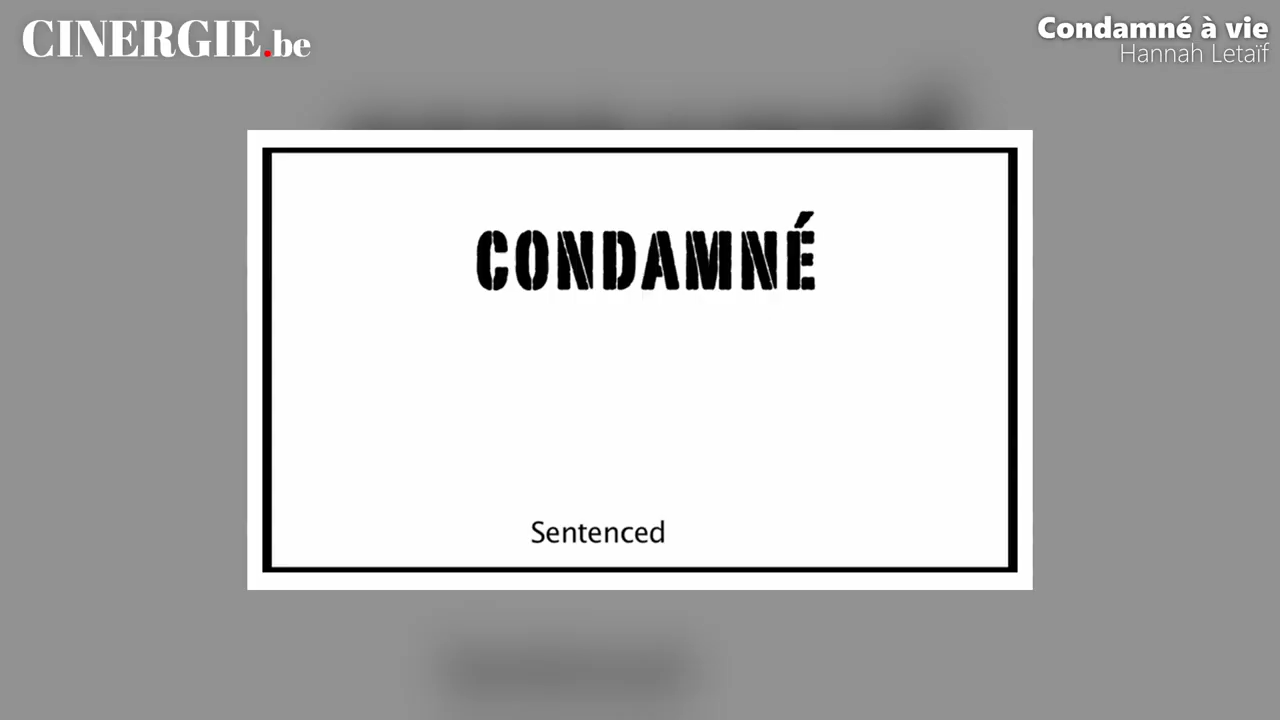 CINERGIE.be
Condamné à vie
Hannah Letaïf
CONDAMNÉ
Sentenced